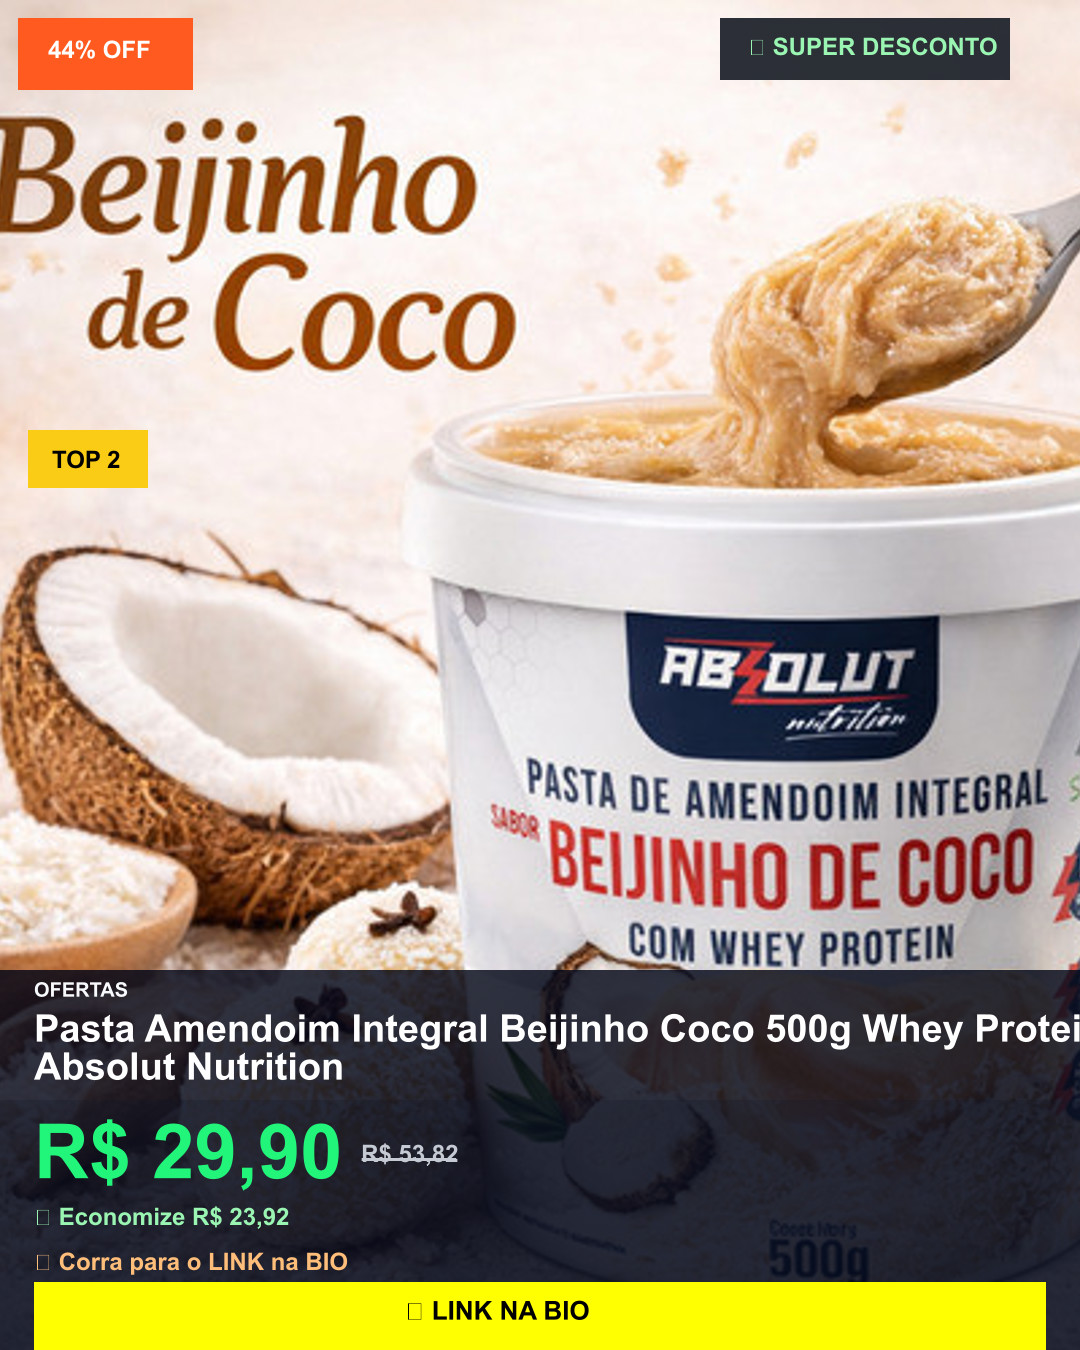 44% OFF
SUPER DESCONTO
Beijinho
de Coco
TOP 2
ABSOLUT
nutrition
PASTA DE AMENDOIM INTEGRAL
SABOR
BEIJINHO DE COCO
COM WHEY PROTEIN
OFERTAS
Pasta Amendoim Integral Beijinho Coco 500g Whey Protei
Absolut Nutrition
R$ 29,90 R$ 53,82
Economize R$ 23,92
Corra para o LINK na BIO
500g
LINK NA BIO